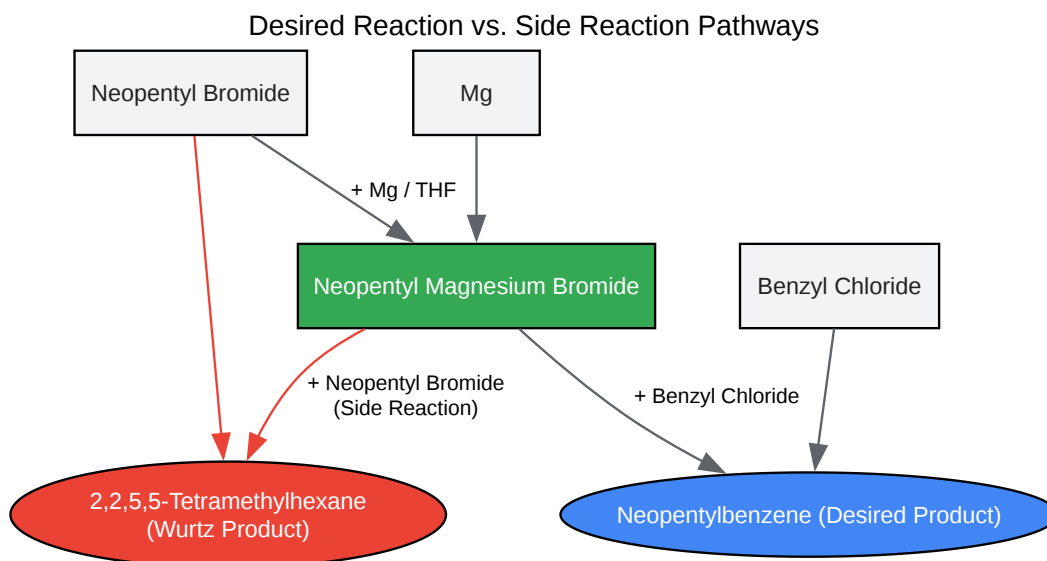 Desired Reaction vs. Side Reaction Pathways
Neopentyl Bromide
Mg
+ Mg / THF
Neopentyl Magnesium Bromide
Benzyl Chloride
+ Neopentyl Bromide
(Side Reaction)
+ Benzyl Chloride
2,2,5,5-Tetramethylhexane
(Wurtz Product)
Neopentylbenzene (Desired Product)